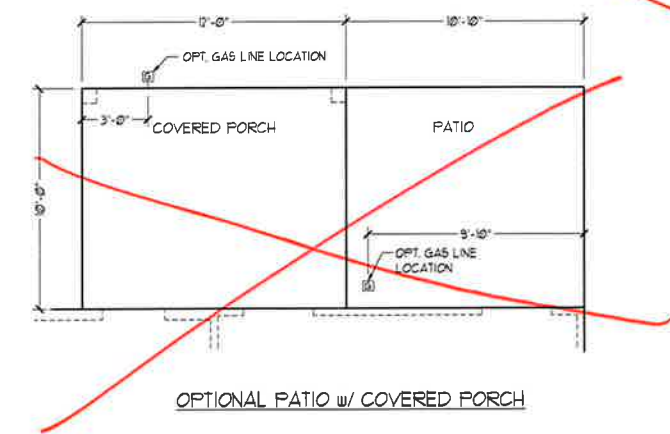 12'-0"
10'-10"
OPT. GAS LINE LOCATION
G
3'-0"
COVERED PORCH
PATIO
10'-0"
9'-10"
OPT. GAS LINE
LOCATION
G
OPTIONAL PATIO w/ COVERED PORCH